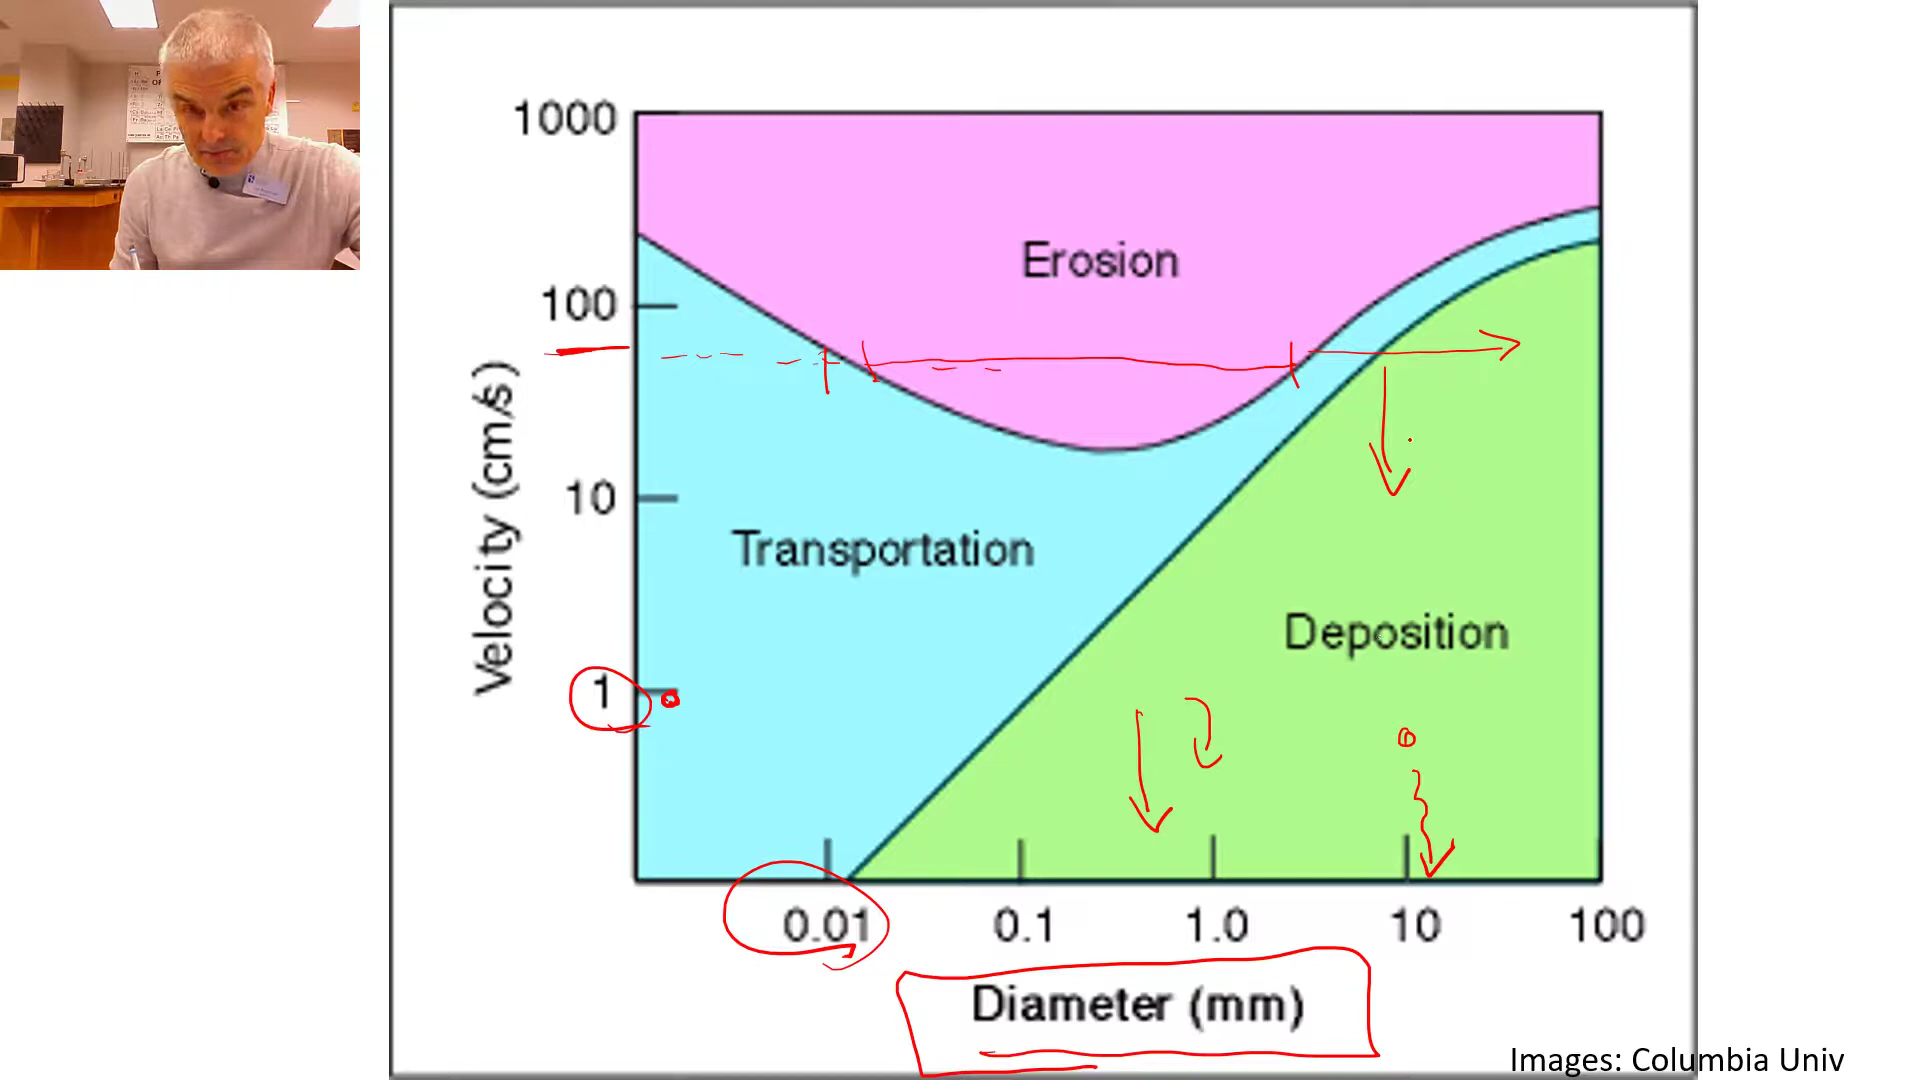 1000
100
10
1
Velocity (cm/s)
Erosion
Transportation
Deposition
0.01 0.1 1.0 10 100
Diameter (mm)
Images: Columbia Univ